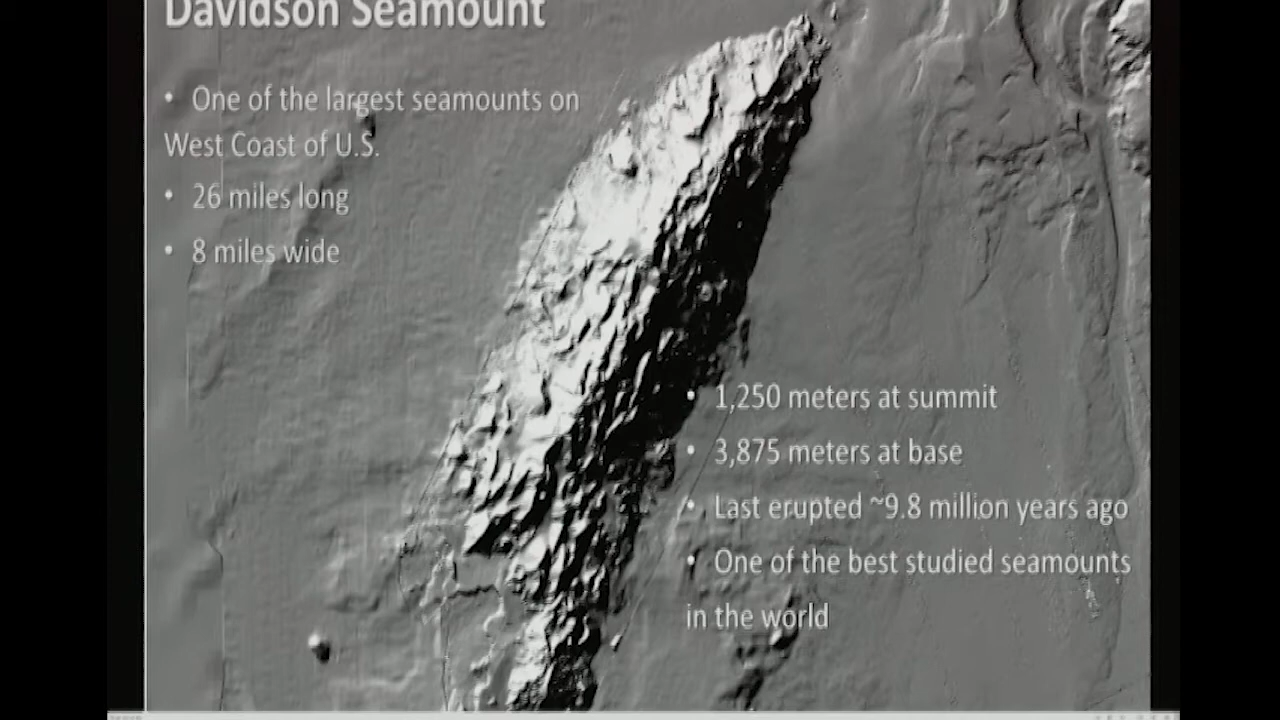 Davidson Seamount
• One of the largest seamounts on
West Coast of U.S.
• 26 miles long
• 8 miles wide
• 1,250 meters at summit
• 3,875 meters at base
• Last erupted ~9.8 million years ago
• One of the best studied seamounts
in the world